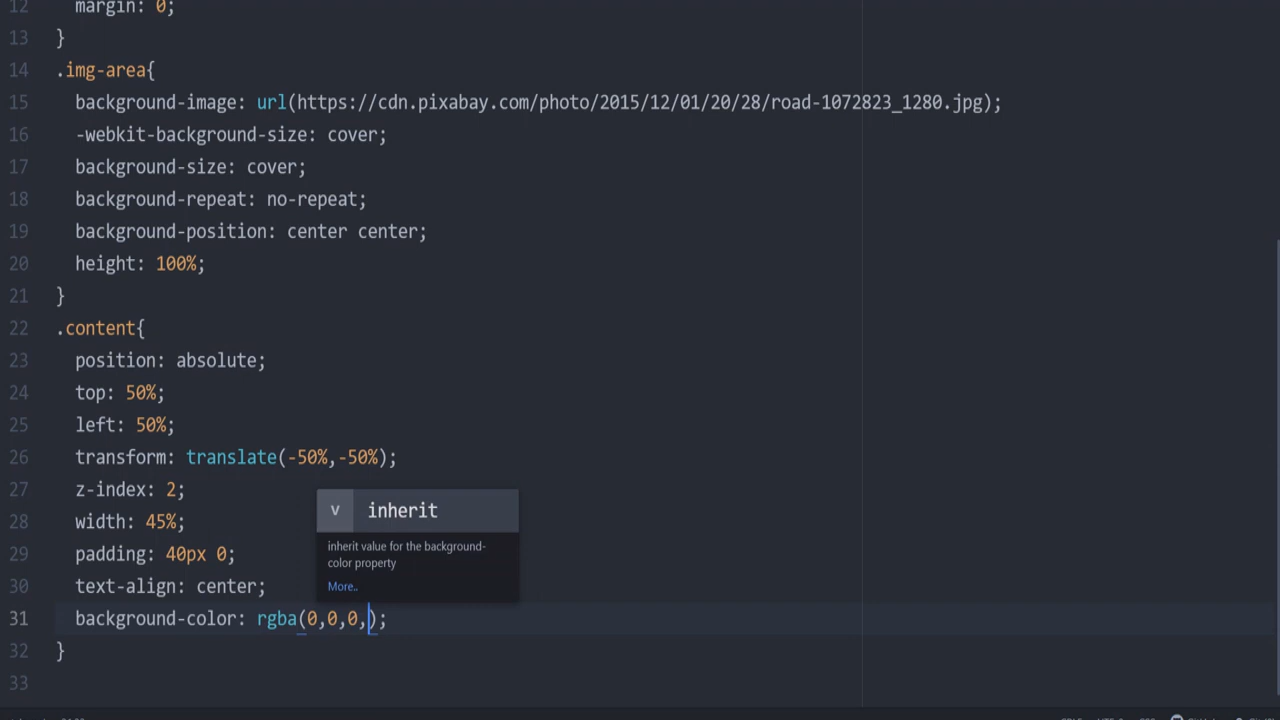 12 margin: 0;
13 }
14 .img-area{
15 background-image: url(https://cdn.pixabay.com/photo/2015/12/01/20/28/road-1072823_1280.jpg);
16 -webkit-background-size: cover;
17 background-size: cover;
18 background-repeat: no-repeat;
19 background-position: center center;
20 height: 100%;
21 }
22 .content{
23 position: absolute;
24 top: 50%;
25 left: 50%;
26 transform: translate(-50%,-50%);
27 z-index: 2;
28 width: 45%;
29 padding: 40px 0;
30 text-align: center;
31 background-color: rgba(0,0,0,);
32 }
33
v inherit
inherit value for the background-
color property
More..